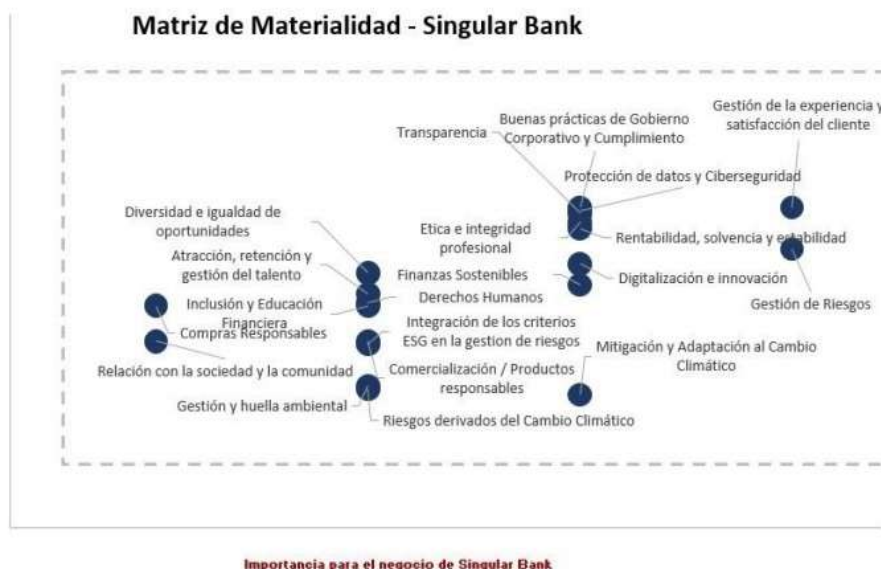 Matriz de Materialidad - Singular Bank
Gestión de la experiencia y
satisfacción del cliente
Buenas prácticas de Gobierno
Corporativo y Cumplimiento
Transparencia
Protección de datos y Ciberseguridad
Diversidad e igualdad de
oportunidades
Etica e integridad
profesional
Rentabilidad, solvencia y estabilidad
Atracción, retención y
gestión del talento
Finanzas Sostenibles
Digitalización e innovación
Derechos Humanos
Gestión de Riesgos
Inclusión y Educación
Financiera
Compras Responsables
Integración de los criterios
ESG en la gestion de riesgos
Mitigación y Adaptación al Cambio
Climático
Relación con la sociedad y la comunidad
Comercialización / Productos
responsables
Gestión y huella ambiental
Riesgos derivados del Cambio Climático
Importancia para el negocio de Singular Bank